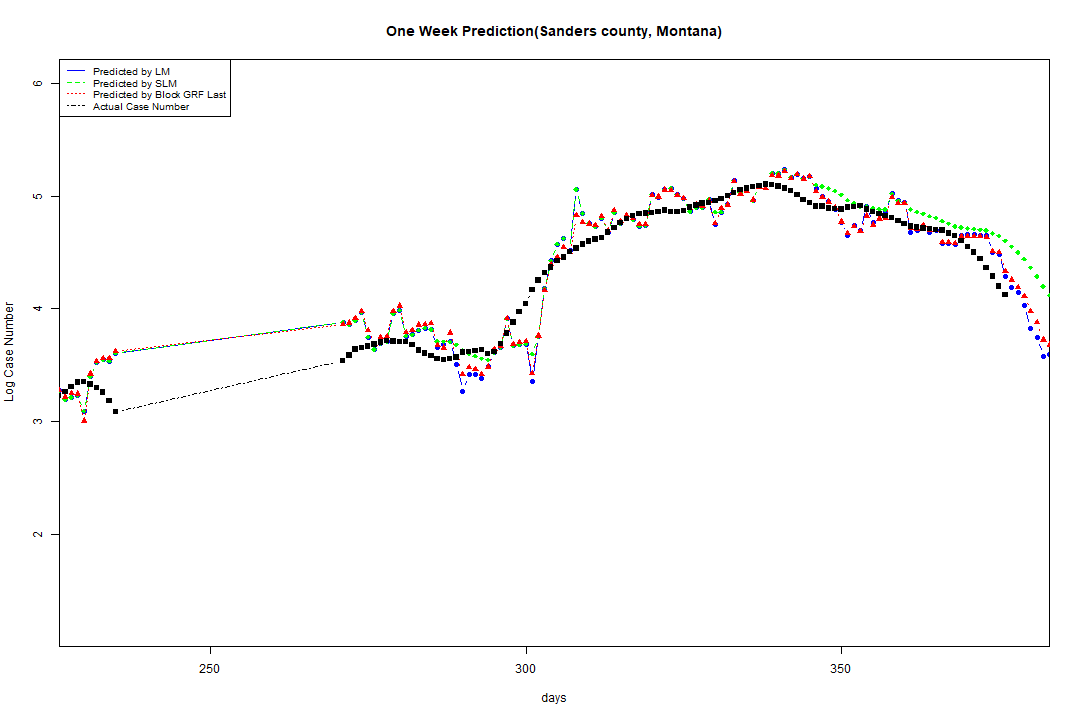 One Week Prediction(Sanders county, Montana)
Predicted by LM
Predicted by SLM
Predicted by Block GRF Last
Actual Case Number
6
5
4
3
2
Log Case Number
250 300 350
days